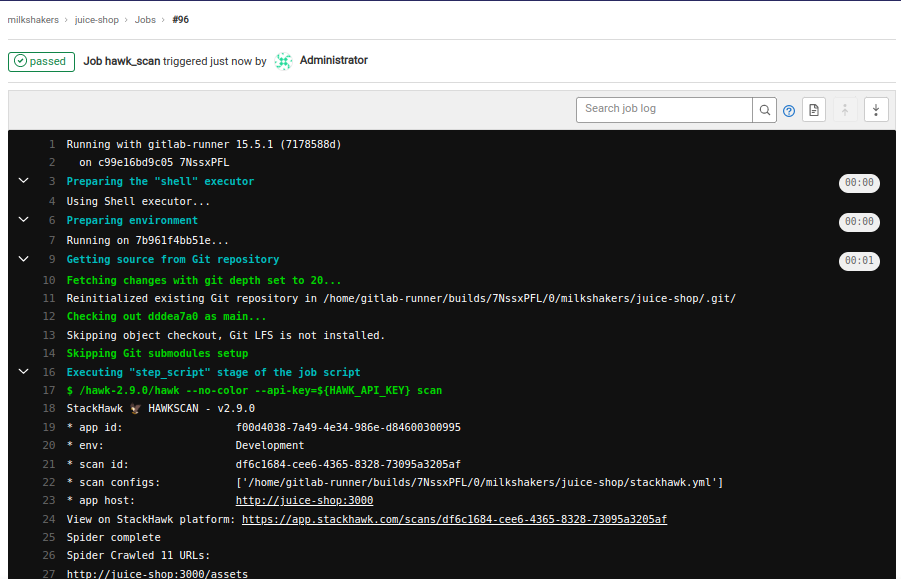 milkshakers › juice-shop › Jobs › #96
passed Job hawk_scan triggered just now by Administrator
Search job log
1 Running with gitlab-runner 15.5.1 (7178588d)
2 on c99e16bd9c05 7NssxPFL
3 Preparing the "shell" executor 00:00
4 Using Shell executor...
6 Preparing environment 00:00
7 Running on 7b961f4bb51e...
9 Getting source from Git repository 00:01
10 Fetching changes with git depth set to 20...
11 Reinitialized existing Git repository in /home/gitlab-runner/builds/7NssxPFL/0/milkshakers/juice-shop/.git/
12 Checking out dddea7a0 as main...
13 Skipping object checkout, Git LFS is not installed.
14 Skipping Git submodules setup
16 Executing "step_script" stage of the job script
17 $ /hawk-2.9.0/hawk --no-color --api-key=${HAWK_API_KEY} scan
18 StackHawk 🦅 HAWKSCAN - v2.9.0
19 * app id: f00d4038-7a49-4e34-986e-d84600300995
20 * env: Development
21 * scan id: df6c1684-cee6-4365-8328-73095a3205af
22 * scan configs: ['/home/gitlab-runner/builds/7NssxPFL/0/milkshakers/juice-shop/stackhawk.yml']
23 * app host: http://juice-shop:3000
24 View on StackHawk platform: https://app.stackhawk.com/scans/df6c1684-cee6-4365-8328-73095a3205af
25 Spider complete
26 Spider Crawled 11 URLs:
27 http://juice-shop:3000/assets